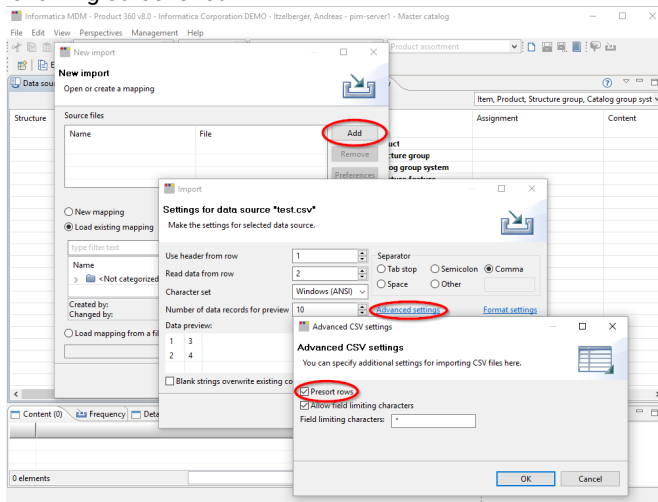 Informatica MDM - Product 360 v8.0 - Informatica Corporation DEMO - Itzelberger, Andreas - pim-server1 - Master catalog
File Edit View Perspectives Management Help
Product assortment
New import
New import
Open or create a mapping
Data sou
Item, Product, Structure group, Catalog group syst
Structure
Source files
Assignment
Content
Name
File
Add
Remove
Preferences
uct
ture group
og group system
New mapping
Load existing mapping
type filter text
Name
<Not categorized
Created by:
Changed by:
Load mapping from a fil
Import
Settings for data source "test.csv"
Make the settings for selected data source.
Use header from row
1
Separator
Read data from row
2
Tab stop
Semicolon
Comma
Character set
Windows (ANSI)
Space
Other
Number of data records for preview
10
Advanced settings
Format settings
Data preview:
1 3
2 4
Blank strings overwrite existing co
Advanced CSV settings
Advanced CSV settings
You can specify additional settings for importing CSV files here.
Presort rows
Allow field limiting characters
Field limiting characters:
OK
Cancel
Content (0)
Frequency
Deta
0 elements